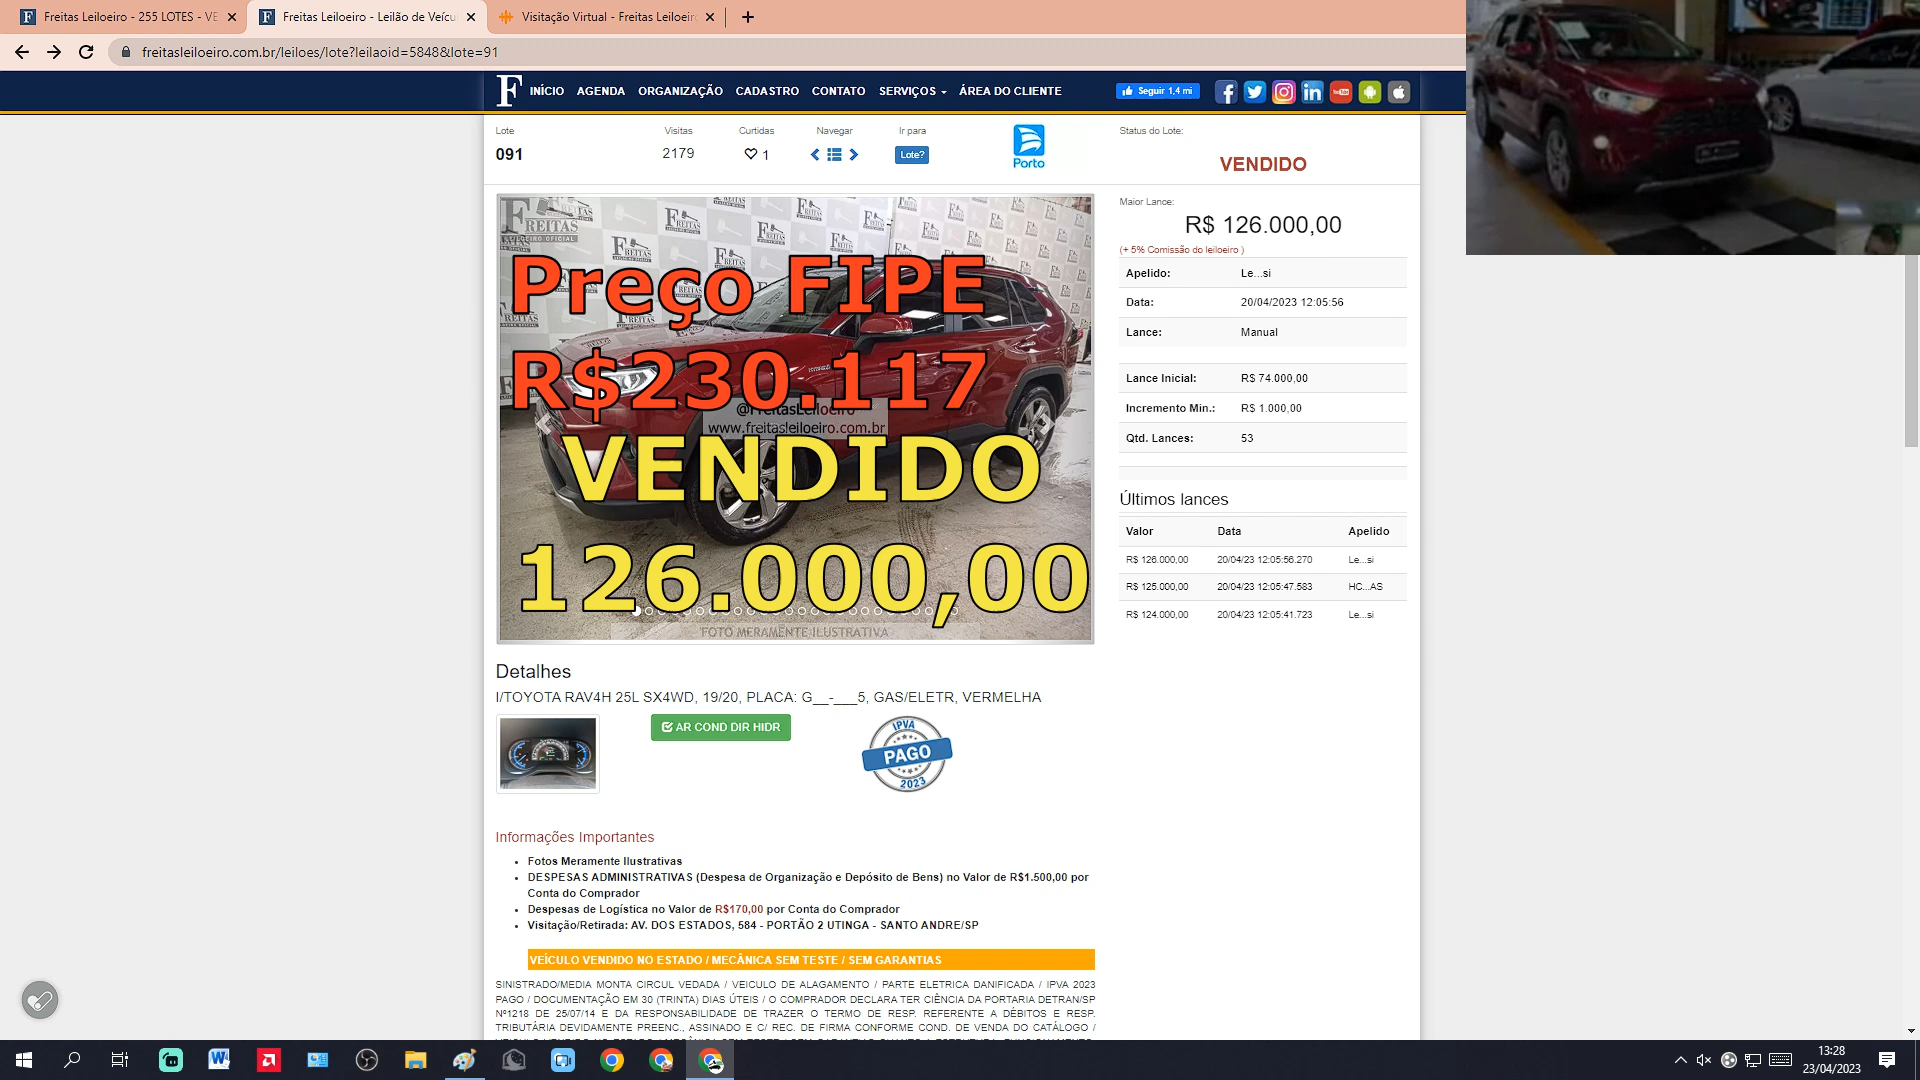 Freitas Leiloeiro - 255 LOTES - VE
Freitas Leiloeiro - Leilão de Veícu
Visitação Virtual - Freitas Leiloeir
freitasleiloeiro.com.br/leiloes/lote?leilaoid=5848&lote=91
F INÍCIO AGENDA ORGANIZAÇÃO CADASTRO CONTATO SERVIÇOS ÁREA DO CLIENTE
Seguir 1,4 mi
Lote Visitas Curtidas Navegar Ir para
091 2179 1 Lote?
Porto
Status do Lote:
VENDIDO
FREITAS
LEILOEIRO OFICIAL
Preço FIPE
R$230.117
@FreitasLeiloeiro
www.freitasleiloeiro.com.br
VENDIDO
126.000,00
FOTO MERAMENTE ILUSTRATIVA
Maior Lance:
R$ 126.000,00
(+ 5% Comissão do leiloeiro )
Apelido: Le...si
Data: 20/04/2023 12:05:56
Lance: Manual
Lance Inicial: R$ 74.000,00
Incremento Min.: R$ 1.000,00
Qtd. Lances: 53
Últimos lances
Valor Data Apelido
R$ 126.000,00 20/04/23 12:05:56.270 Le...si
R$ 125.000,00 20/04/23 12:05:47.583 HC...AS
R$ 124.000,00 20/04/23 12:05:41.723 Le...si
Detalhes
I/TOYOTA RAV4H 25L SX4WD, 19/20, PLACA: G__-___5, GAS/ELETR, VERMELHA
AR COND DIR HIDR
IPVA
PAGO
2023
Informações Importantes
Fotos Meramente Ilustrativas
DESPESAS ADMINISTRATIVAS (Despesa de Organização e Depósito de Bens) no Valor de R$1.500,00 por
Conta do Comprador
Despesas de Logística no Valor de R$170,00 por Conta do Comprador
Visitação/Retirada: AV. DOS ESTADOS, 584 - PORTÃO 2 UTINGA - SANTO ANDRE/SP
VEÍCULO VENDIDO NO ESTADO / MECÂNICA SEM TESTE / SEM GARANTIAS
SINISTRADO/MEDIA MONTA CIRCUL VEDADA / VEICULO DE ALAGAMENTO / PARTE ELETRICA DANIFICADA / IPVA 2023
PAGO / DOCUMENTAÇÃO EM 30 (TRINTA) DIAS ÚTEIS / O COMPRADOR DECLARA TER CIÊNCIA DA PORTARIA DETRAN/SP
Nº1218 DE 25/07/14 E DA RESPONSABILIDADE DE TRAZER O TERMO DE RESP. REFERENTE A DÉBITOS E RESP.
TRIBUTÁRIA DEVIDAMENTE PREENC., ASSINADO E C/ REC. DE FIRMA CONFORME COND. DE VENDA DO CATÁLOGO /
13:28
23/04/2023